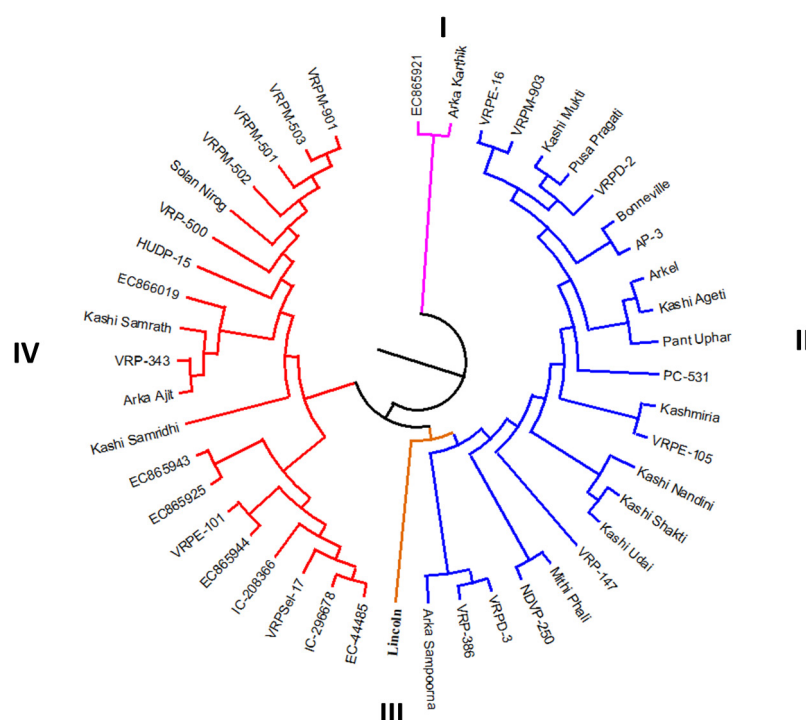 I
EC865921
Arka Karthik
VRPE-16
VRPM-903
Kashi Mukti
Pusa Pragati
VRPD-2
Bonneville
AP-3
Arkel
Kashi Ageti
Pant Uphar
PC-531
Kashmiria
VRPE-105
Kashi Nandini
Kashi Shakti
Kashi Udai
VRP-147
Mithi Phali
NDVP-250
VRPD-3
VRP-386
Arka Sampoorna
Lincoln
III
EC-44485
IC-296678
VRPSel-17
IC-208366
EC865944
VRPE-101
EC865925
EC865943
Kashi Samridhi
Arka Ajit
VRP-343
Kashi Samrath
EC866019
HUDP-15
VRP-500
Solan Nirog
VRPM-502
VRPM-501
VRPM-503
VRPM-901
IV
II